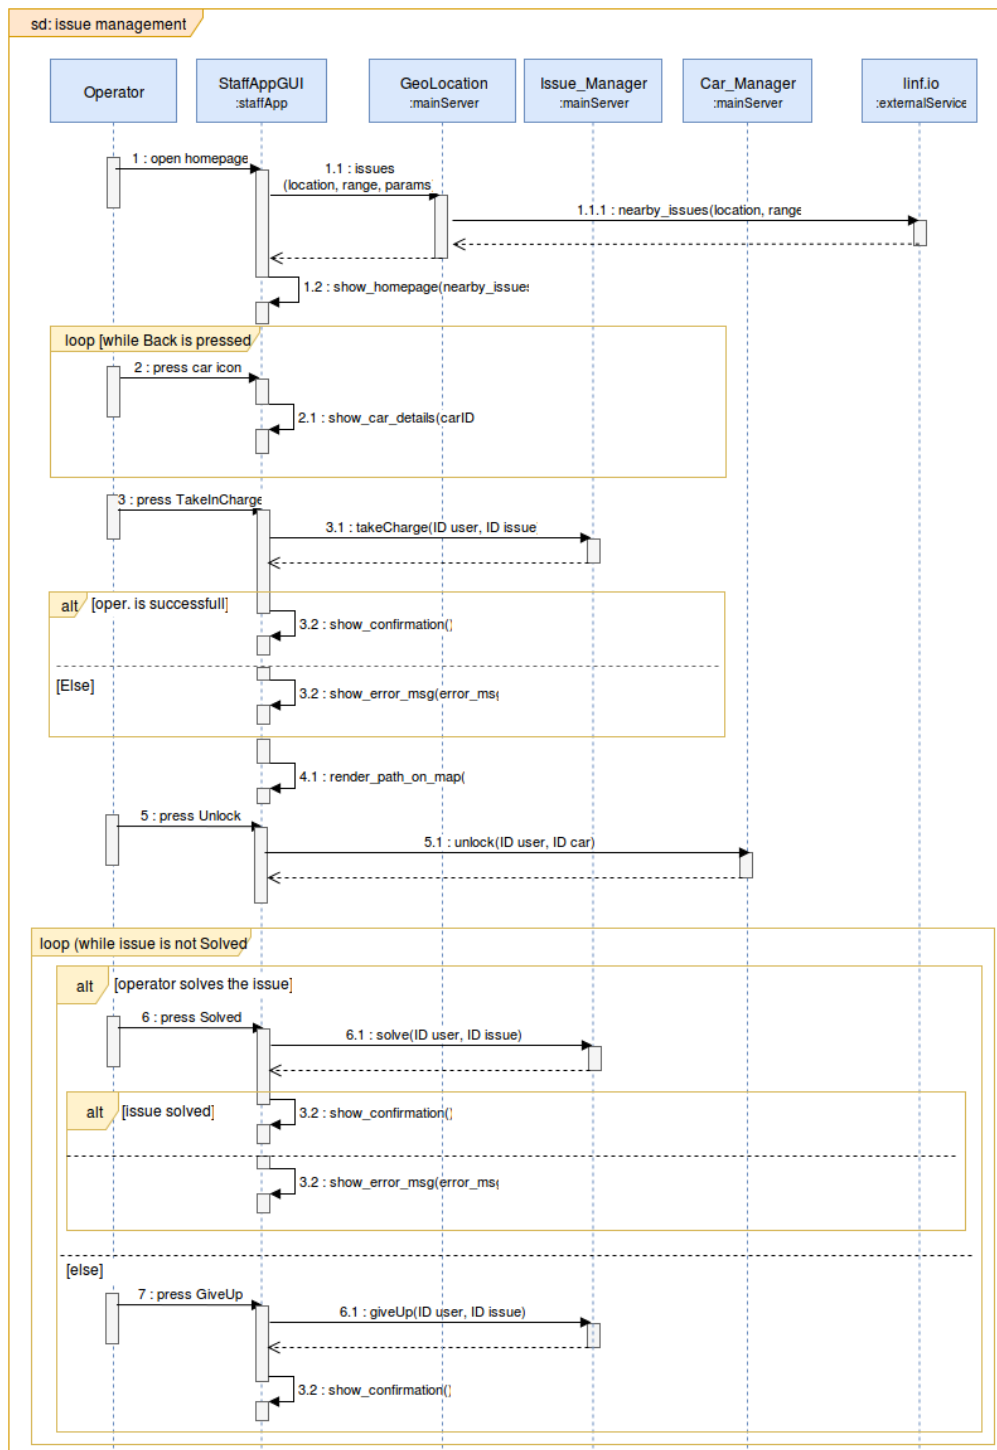 sd: issue management
Operator
StaffAppGUI
:staffApp
GeoLocation
:mainServer
Issue_Manager
:mainServer
Car_Manager
:mainServer
linf.io
:externalService
1 : open homepage
1.1 : issues
(location, range, params)
1.1.1 : nearby_issues(location, range
1.2 : show_homepage(nearby_issues
loop [while Back is pressed
2 : press car icon
2.1 : show_car_details(carID
3 : press TakeInCharge
3.1 : takeCharge(ID user, ID issue
alt
[oper. is successfull]
3.2 : show_confirmation()
[Else]
3.2 : show_error_msg(error_msg
4.1 : render_path_on_map(
5 : press Unlock
5.1 : unlock(ID user, ID car)
loop (while issue is not Solved
alt
[operator solves the issue]
6 : press Solved
6.1 : solve(ID user, ID issue)
alt
[issue solved]
3.2 : show_confirmation()
3.2 : show_error_msg(error_msg
[else]
7 : press GiveUp
6.1 : giveUp(ID user, ID issue)
3.2 : show_confirmation()